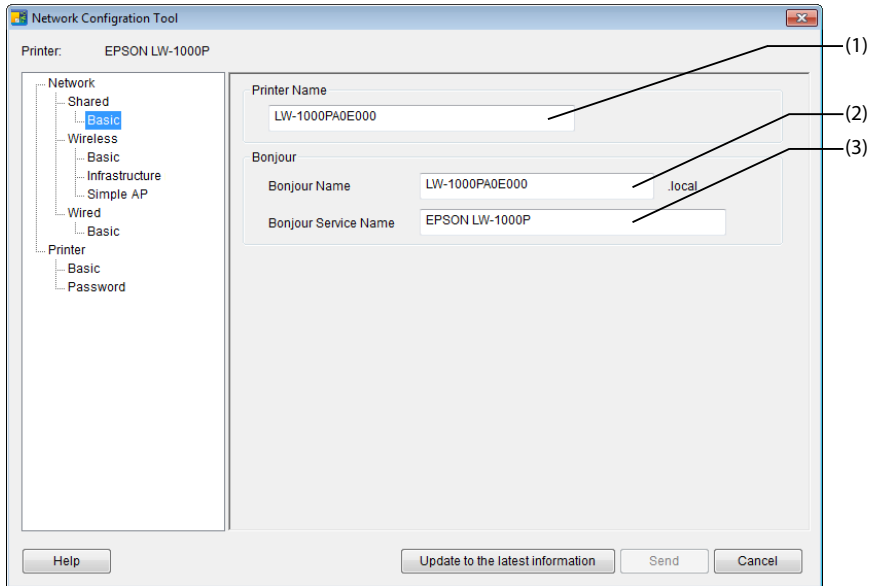 Network Configration Tool
Printer: EPSON LW-1000P
(1)
Network
Shared
Basic
Wireless
Basic
Infrastructure
Simple AP
Wired
Basic
Printer
Basic
Password
Printer Name
LW-1000PA0E000
(2)
(3)
Bonjour
Bonjour Name LW-1000PA0E000 .local
Bonjour Service Name EPSON LW-1000P
Help Update to the latest information Send Cancel